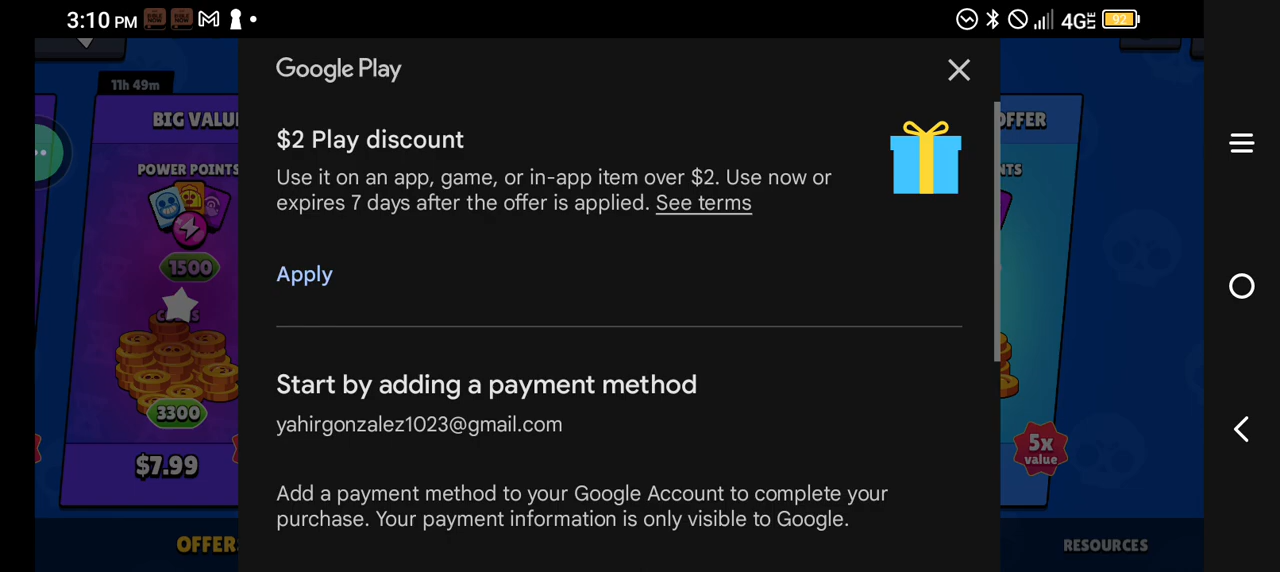 3:10 PM
4G LTE 92
Google Play
11h 49m
BIG VALU
OFFER
$2 Play discount
POWER POINTS
NTS
Use it on an app, game, or in-app item over $2. Use now or
expires 7 days after the offer is applied. See terms
1500
Apply
Start by adding a payment method
3300
yahirgonzalez1023@gmail.com
5x
value
$7.99
Add a payment method to your Google Account to complete your
purchase. Your payment information is only visible to Google.
OFFER
RESOURCES